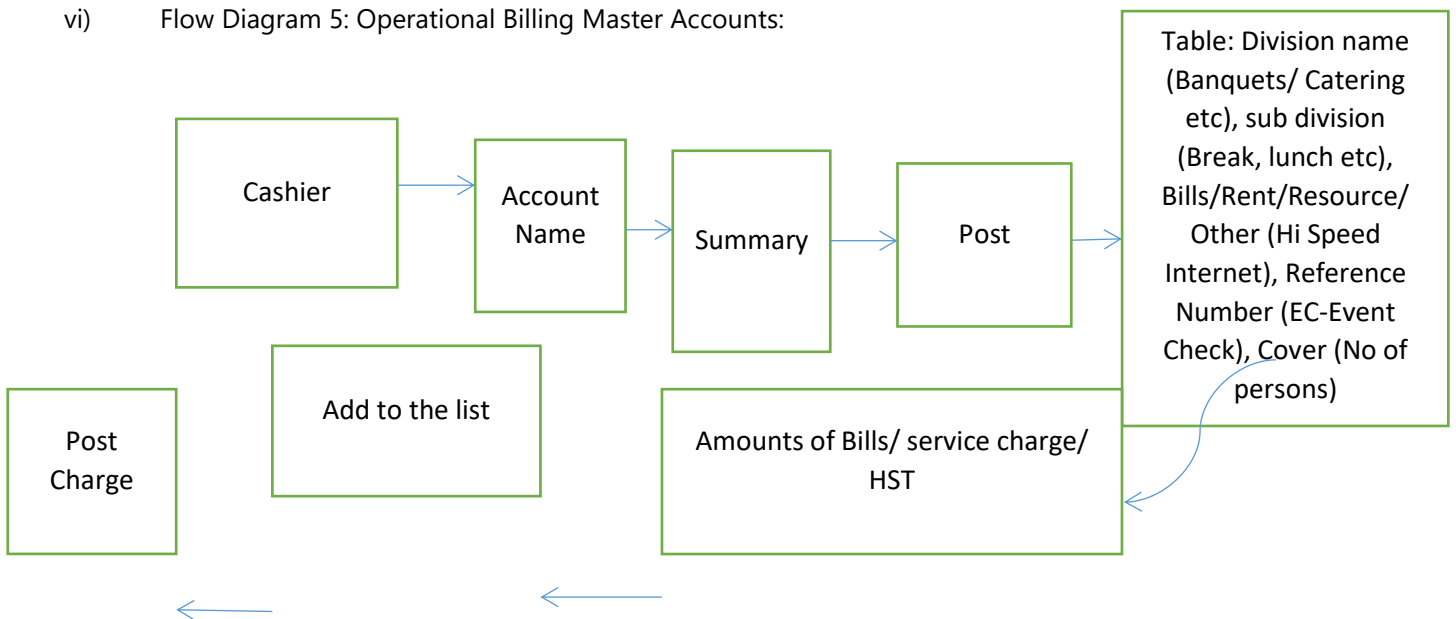 vi) Flow Diagram 5: Operational Billing Master Accounts:
Cashier
Account
Name
Summary
Post
Table: Division name
(Banquets/ Catering
etc), sub division
(Break, lunch etc),
Bills/Rent/Resource/
Other (Hi Speed
Internet), Reference
Number (EC-Event
Check), Cover (No of
persons)
Amounts of Bills/ service charge/
HST
Add to the list
Post
Charge